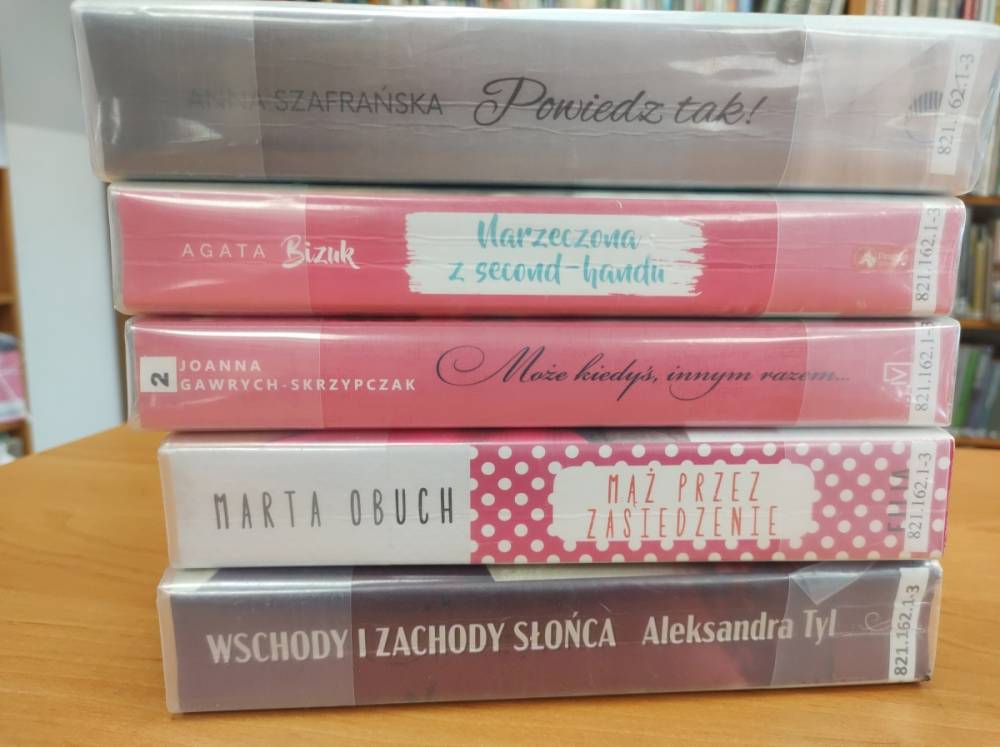 ANNA SZAFRAŃSKA Powiedz tak!
821.162.1-3
AGATA Bizuk
Narzeczona
z second-handu
821.162.1-3
2
JOANNA
GAWRYCH-SKRZYPCZAK
Może kiedyś, innym razem...
821.162.1-3
MARTA OBUCH
MĄŻ PRZEZ
ZASIEDZENIE
FILIA
821.162.1-3
WSCHODY I ZACHODY SŁOŃCA Aleksandra Tyl
821.162.1-3